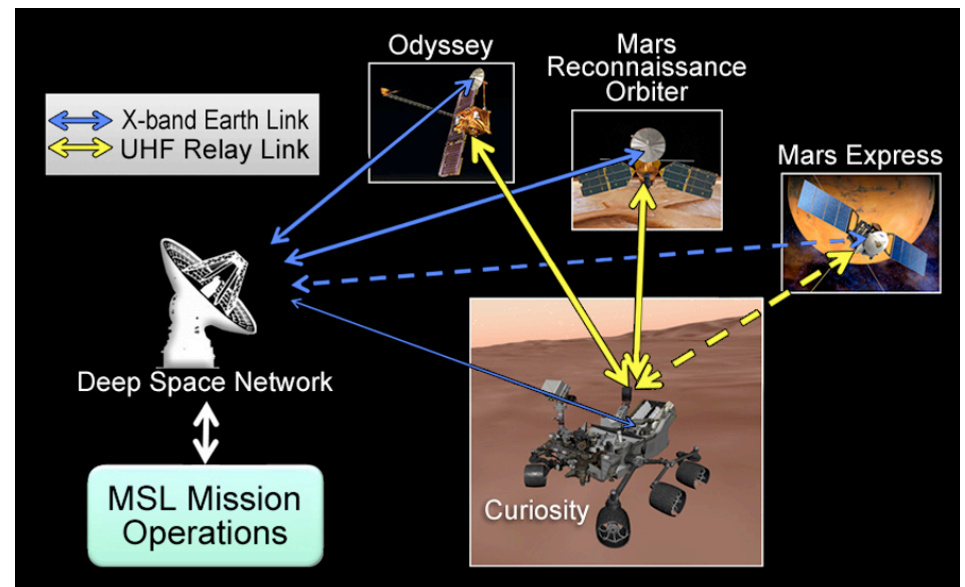 Odyssey
Mars
Reconnaissance
Orbiter
X-band Earth Link
UHF Relay Link
Mars Express
Deep Space Network
MSL Mission
Operations
Curiosity